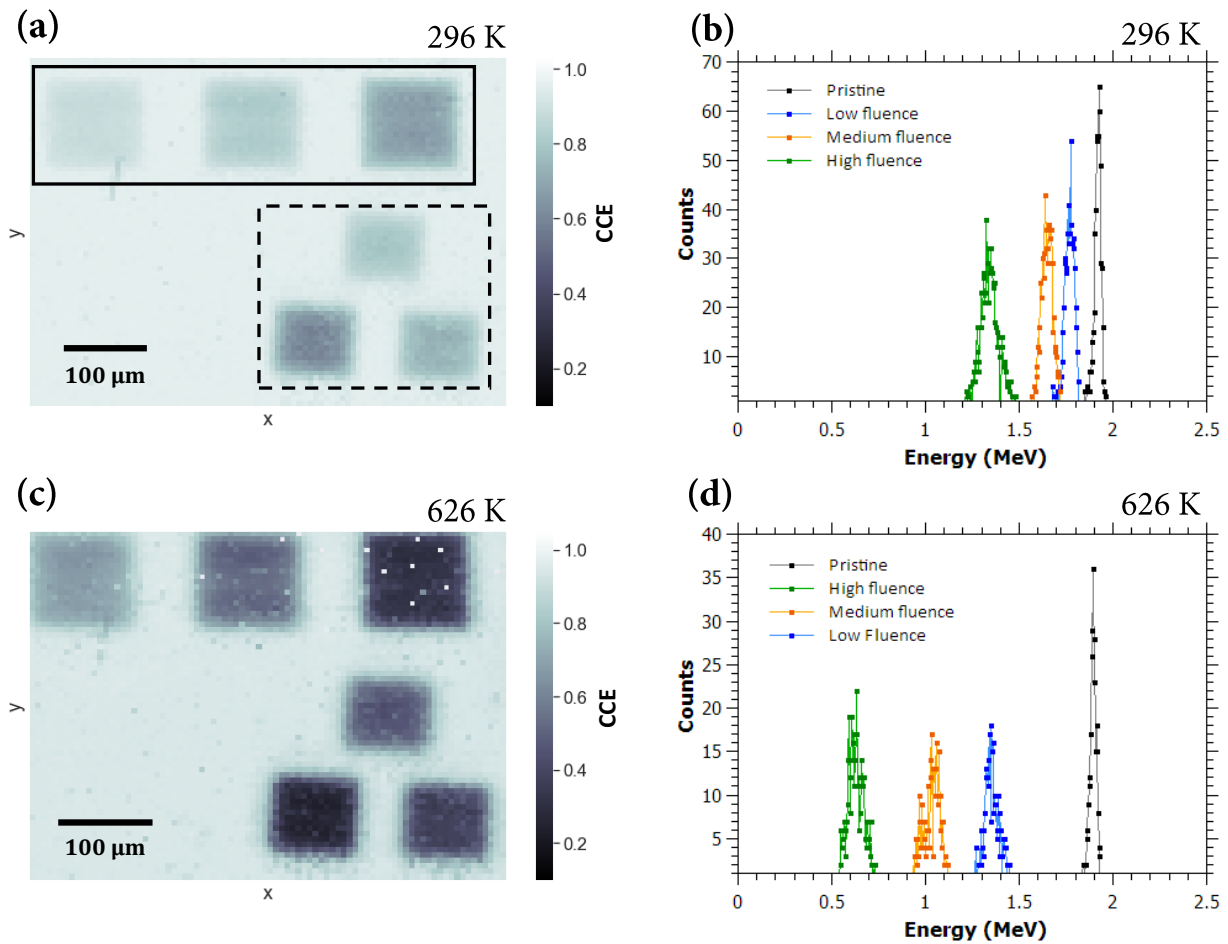 (a)
296 K
1.0
0.8
0.6
0.4
0.2
CCE
y
100 μm
x
(b)
296 K
70
60
50
40
30
20
10
Counts
Pristine
Low fluence
Medium fluence
High fluence
0
0.5
1
1.5
2
2.5
Energy (MeV)
(c)
626 K
1.0
0.8
0.6
0.4
0.2
CCE
y
100 μm
x
(d)
626 K
40
35
30
25
20
15
10
5
Counts
Pristine
High fluence
Medium fluence
Low Fluence
0
0.5
1
1.5
2
2.5
Energy (MeV)